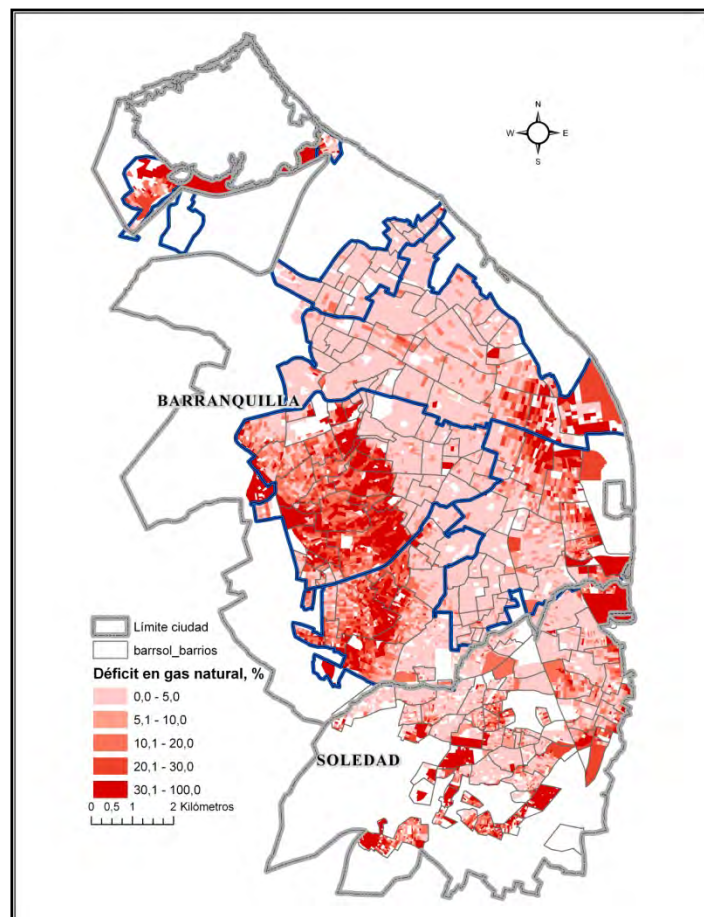 N
W E
S
BARRANQUILLA
Límite ciudad
barrsol_barrios
Déficit en gas natural, %
0,0 - 5,0
5,1 - 10,0
10,1 - 20,0
20,1 - 30,0
30,1 - 100,0
0 0,5 1 2 Kilómetros
SOLEDAD